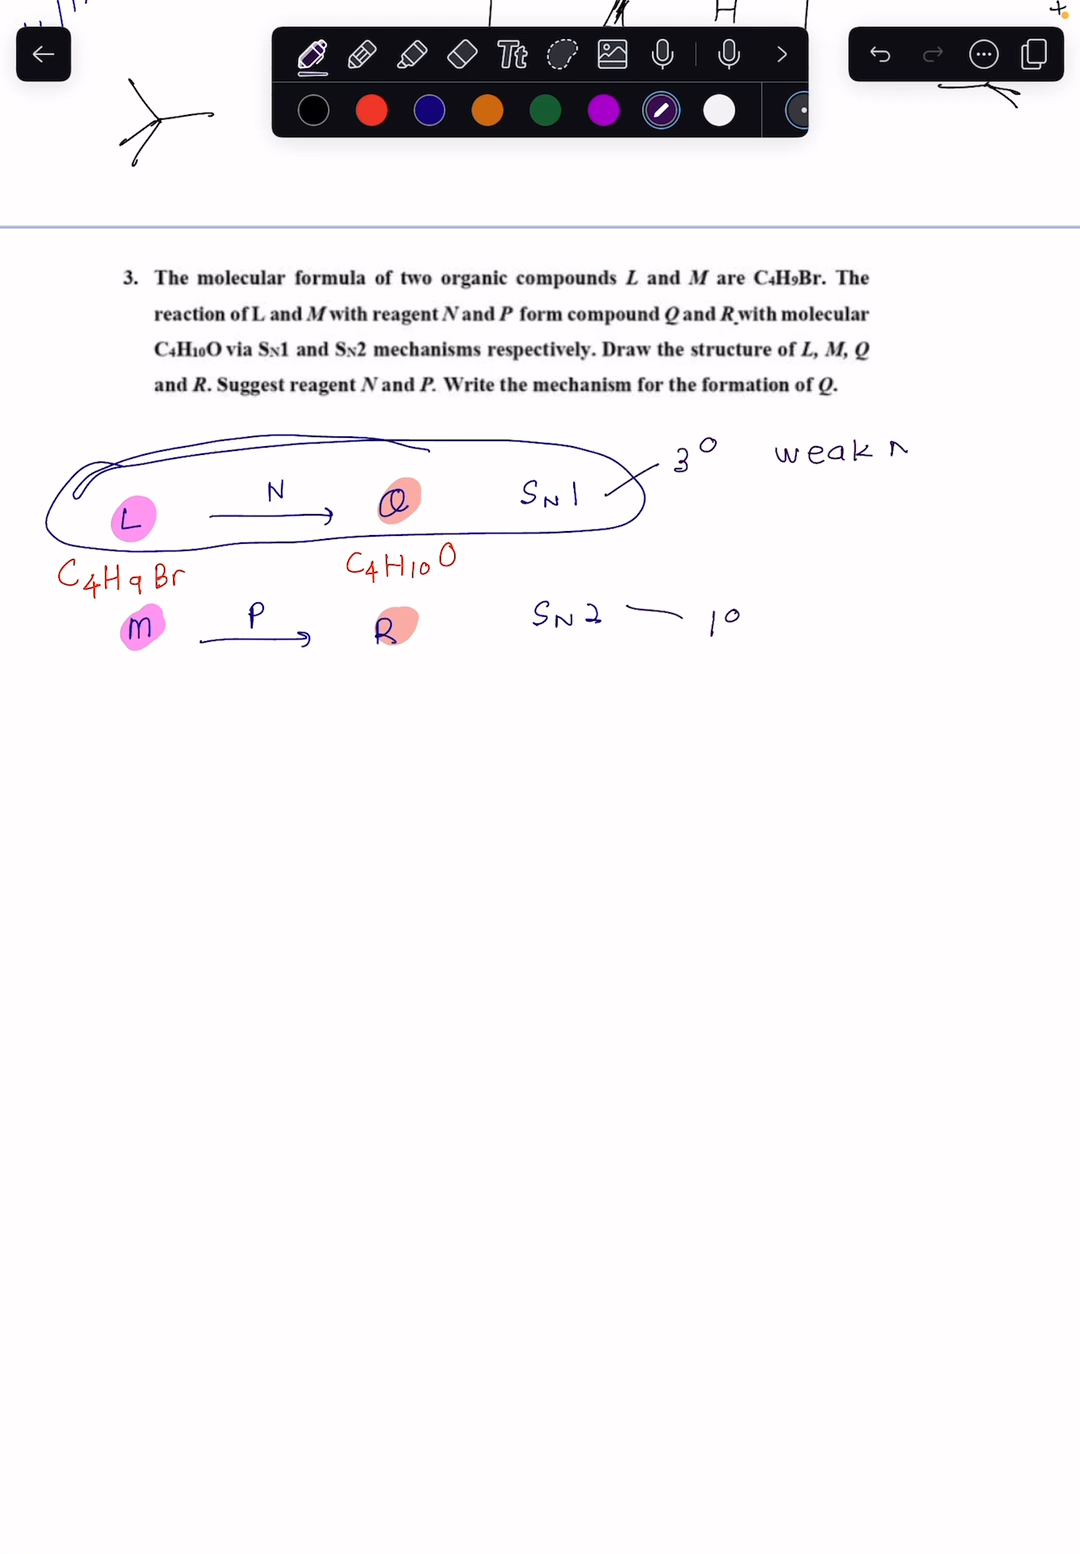 Tt
3. The molecular formula of two organic compounds L and M are C₄H₉Br. The
reaction of L and M with reagent N and P form compound Q and R with molecular
C₄H₁₀O via SN1 and SN2 mechanisms respectively. Draw the structure of L, M, Q
and R. Suggest reagent N and P. Write the mechanism for the formation of Q.
L N Q SN1 3° weak n
C₄H₉Br C₄H₁₀O
M P R SN2 1°